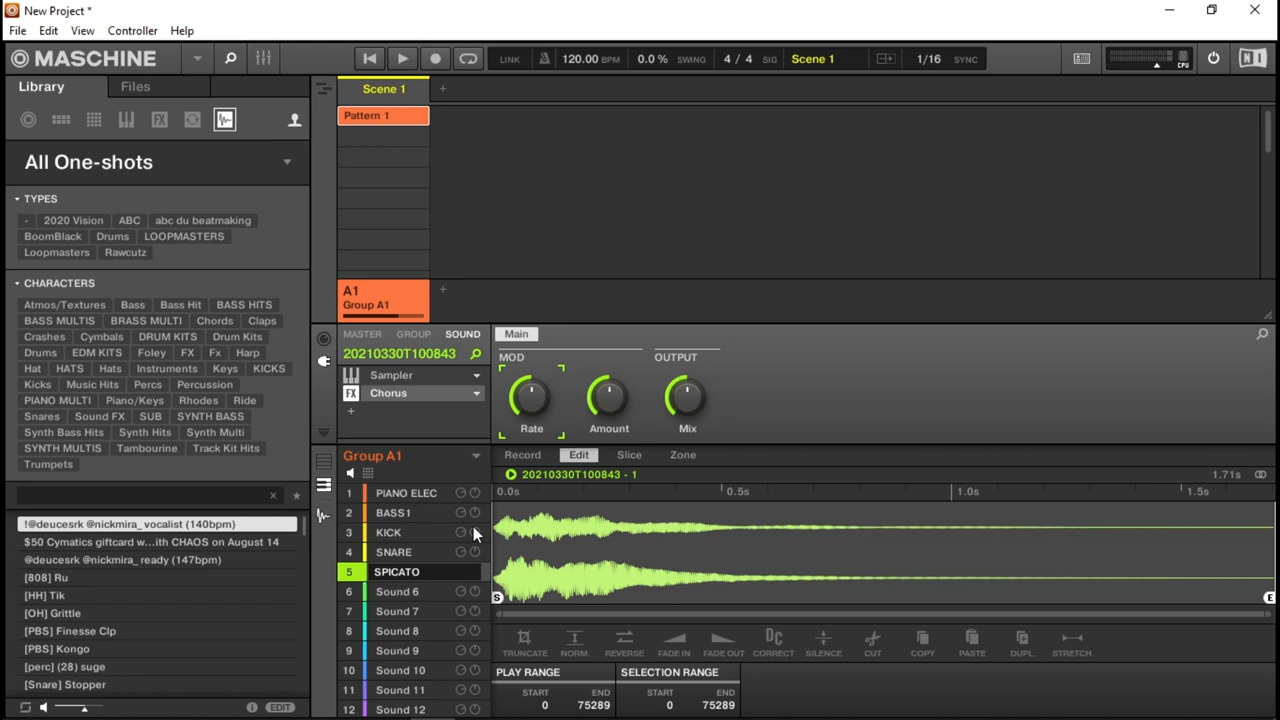 New Project *
File Edit View Controller Help
MASCHINE
LINK 120.00 BPM 0.0% SWING 4 / 4 SIG Scene 1 1/16 SYNC
CPU
Library Files
FX
All One-shots
TYPES
- 2020 Vision ABC abc du beatmaking
BoomBlack Drums LOOPMASTERS
Loopmasters Rawcutz
CHARACTERS
Atmos/Textures Bass Bass Hit BASS HITS
BASS MULTIS BRASS MULTI Chords Claps
Crashes Cymbals DRUM KITS Drum Kits
Drums EDM KITS Foley FX Fx Harp
Hat HATS Hats Instruments Keys KICKS
Kicks Music Hits Percs Percussion
PIANO MULTI Piano/Keys Rhodes Ride
Snares Sound FX SUB SYNTH BASS
Synth Bass Hits Synth Hits Synth Multi
SYNTH MULTIS Tambourine Track Kit Hits
Trumpets
!@deucesrk @nickmira_ vocalist (140bpm)
$50 Cymatics giftcard w...ith CHAOS on August 14
@deucesrk @nickmira_ ready (147bpm)
[808] Ru
[HH] Tik
[OH] Grittle
[PBS] Finesse Clp
[PBS] Kongo
[perc] (28) suge
[Snare] Stopper
EDIT
Scene 1
Pattern 1
A1
Group A1
MASTER GROUP SOUND
20210330T100843
Sampler
FX Chorus
Main
MOD OUTPUT
Rate Amount Mix
Group A1
1 PIANO ELEC
2 BASS1
3 KICK
4 SNARE
5 SPICATO
6 Sound 6
7 Sound 7
8 Sound 8
9 Sound 9
10 Sound 10
11 Sound 11
12 Sound 12
Record Edit Slice Zone
20210330T100843 - 1 1.71s
0.0s 0.5s 1.0s 1.5s
S E
TRUNCATE NORM. REVERSE FADE IN FADE OUT DC CORRECT SILENCE CUT COPY PASTE DUPL. STRETCH
PLAY RANGE SELECTION RANGE
START END START END
0 75289 0 75289